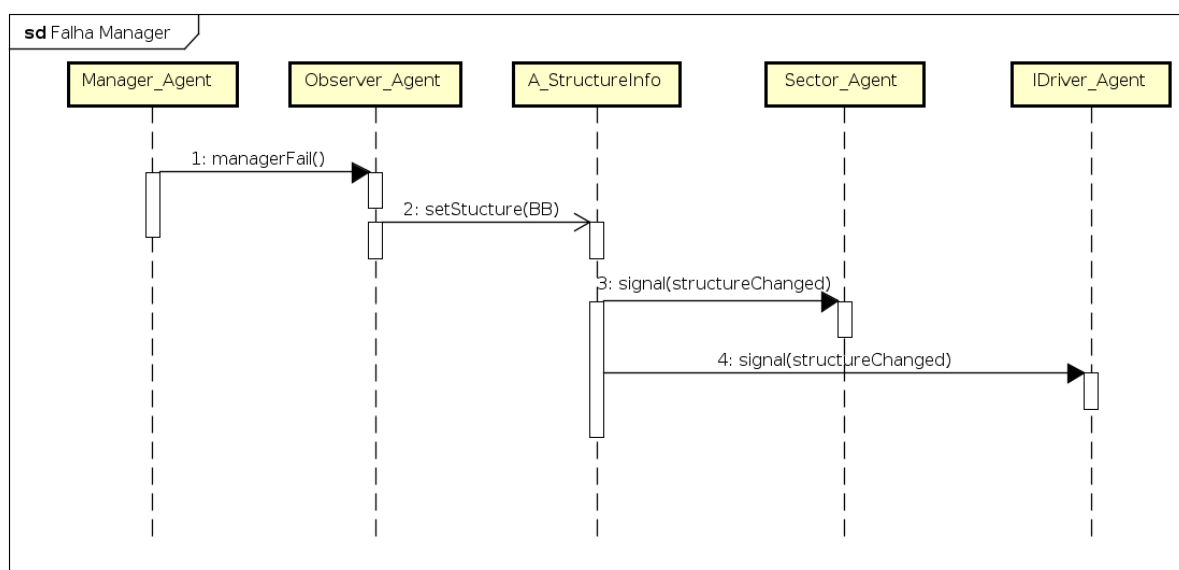 sd Falha Manager
Manager_Agent
Observer_Agent
A_StructureInfo
Sector_Agent
IDriver_Agent
1: managerFail()
2: setStucture(BB)
3: signal(structureChanged)
4: signal(structureChanged)